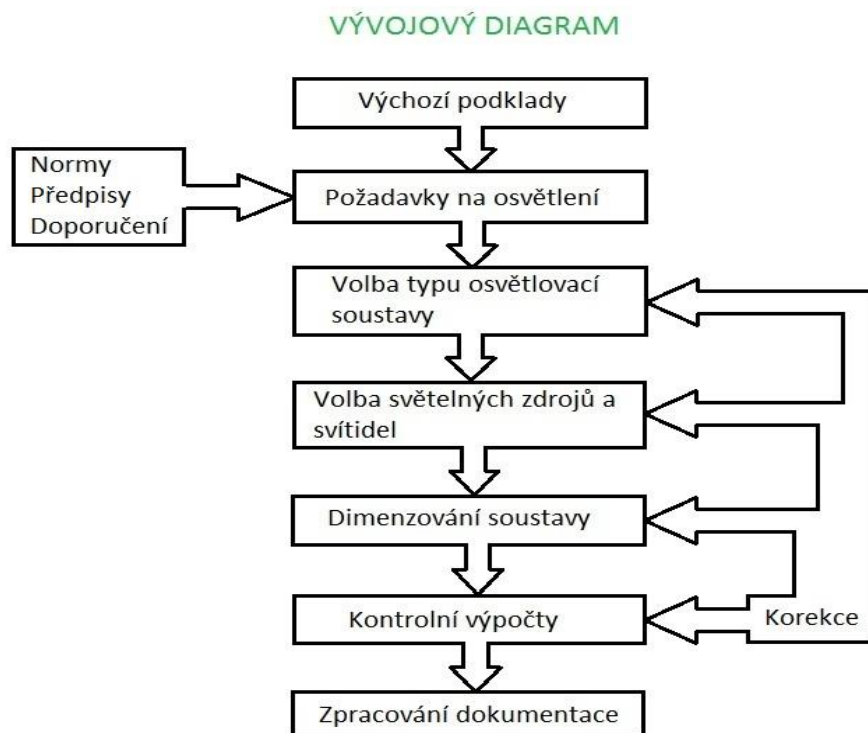 VÝVOJOVÝ DIAGRAM
Výchozí podklady
Normy
Předpisy
Doporučení
Požadavky na osvětlení
Volba typu osvětlovací
soustavy
Volba světelných zdrojů a
svítidel
Dimenzování soustavy
Kontrolní výpočty
Korekce
Zpracování dokumentace